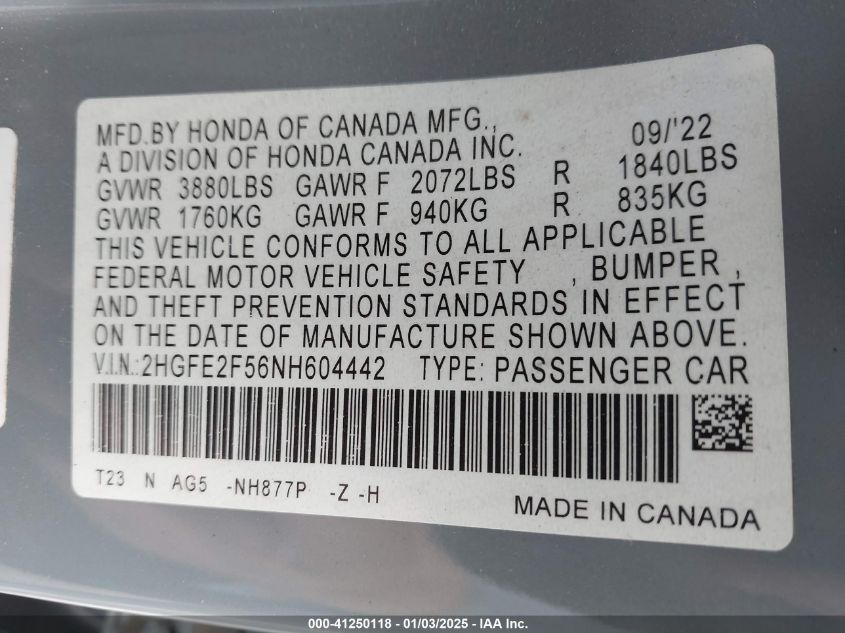 MFD.BY HONDA OF CANADA MFG., 09/'22
A DIVISION OF HONDA CANADA INC.
GVWR 3880LBS GAWR F 2072LBS R 1840LBS
GVWR 1760KG GAWR F 940KG R 835KG
THIS VEHICLE CONFORMS TO ALL APPLICABLE
FEDERAL MOTOR VEHICLE SAFETY , BUMPER ,
AND THEFT PREVENTION STANDARDS IN EFFECT
ON THE DATE OF MANUFACTURE SHOWN ABOVE.
V.I.N.:2HGFE2F56NH604442 TYPE: PASSENGER CAR
T23 N AG5 -NH877P -Z -H
MADE IN CANADA
000-41250118 - 01/03/2025 - IAA Inc.